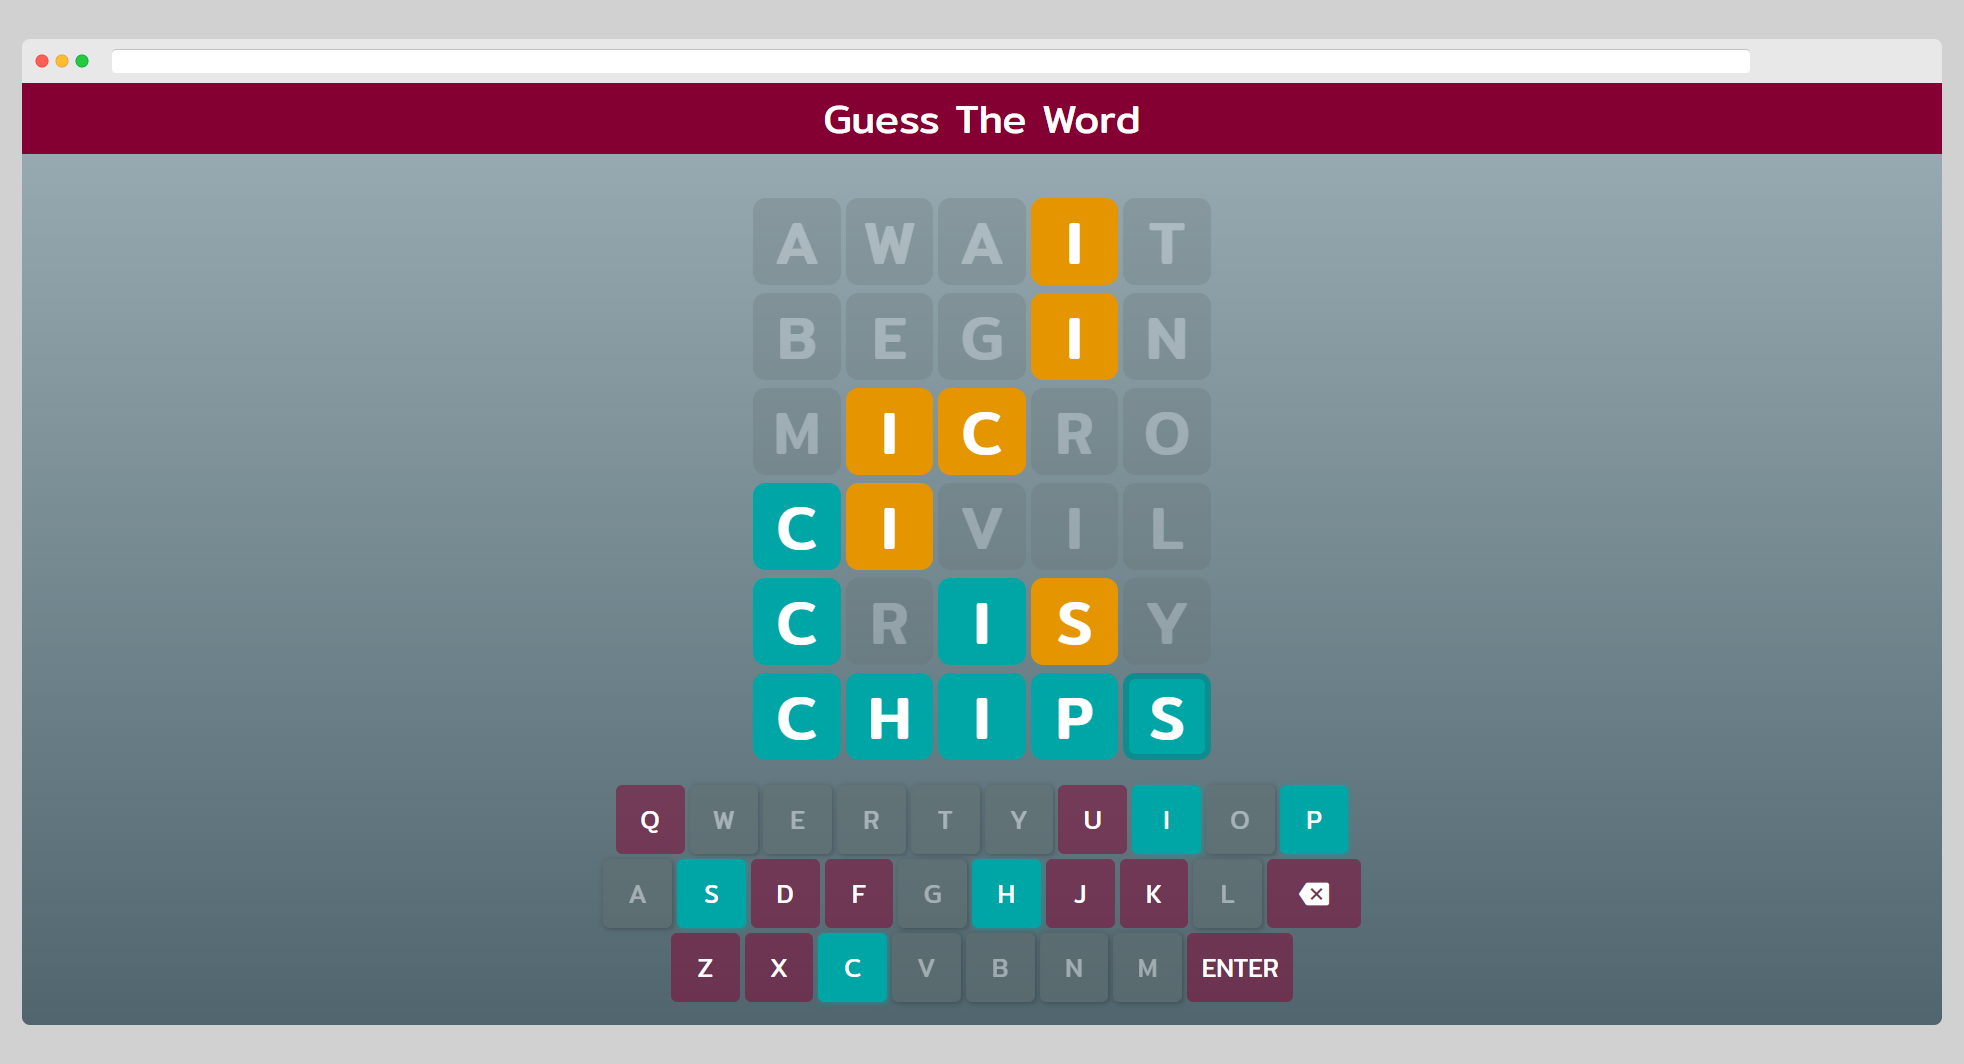 Guess The Word
A W A I T
B E G I N
M I C R O
C I V I L
C R I S Y
C H I P S
Q W E R T Y U I O P
A S D F G H J K L
Z X C V B N M ENTER